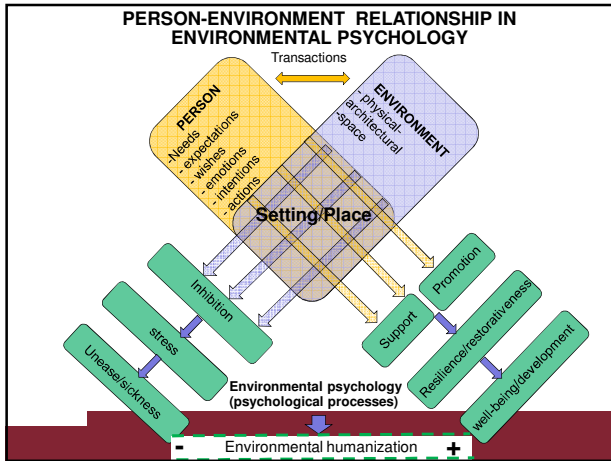 PERSON-ENVIRONMENT RELATIONSHIP IN
ENVIRONMENTAL PSYCHOLOGY
Transactions
PERSON
-Needs
- expectations
- wishes
- emotions
- intentions
- actions
ENVIRONMENT
- physical-
architectural
-space
Setting/Place
Inhibition
stress
Unease/sickness
Promotion
Support
Resilience/restorativeness
well-being/development
Environmental psychology
(psychological processes)
- Environmental humanization +